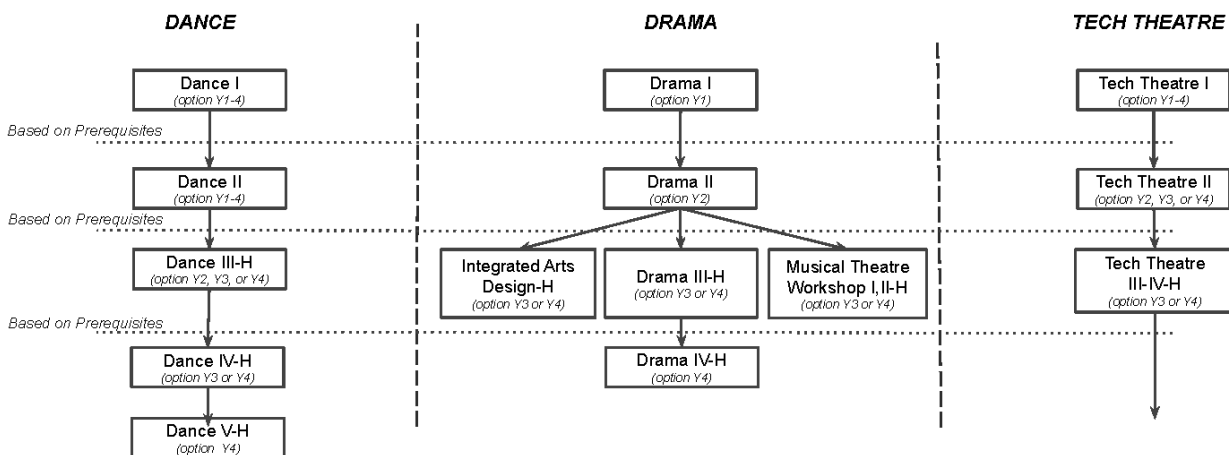 DANCE
DRAMA
TECH THEATRE
Dance I
(option Y1-4)
Drama I
(option Y1)
Tech Theatre I
(option Y1-4)
Based on Prerequisites
Dance II
(option Y1-4)
Drama II
(option Y2)
Tech Theatre II
(option Y2, Y3, or Y4)
Based on Prerequisites
Dance III-H
(option Y2, Y3, or Y4)
Integrated Arts
Design-H
(option Y3 or Y4)
Drama III-H
(option Y3 or Y4)
Musical Theatre
Workshop I,II-H
(option Y3 or Y4)
Tech Theatre
III-IV-H
(option Y3 or Y4)
Based on Prerequisites
Dance IV-H
(option Y3 or Y4)
Drama IV-H
(option Y4)
Dance V-H
(option Y4)